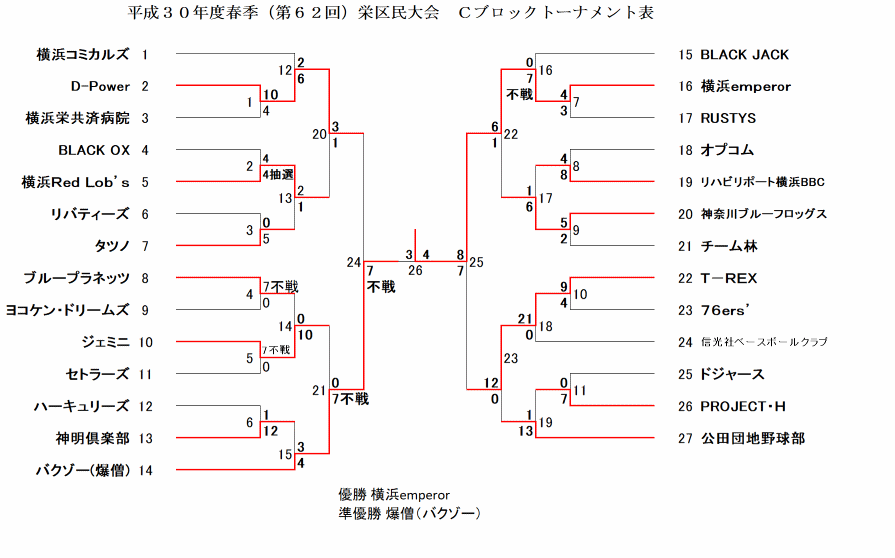 平成３０年度春季（第６２回）栄区民大会　Ｃブロックトーナメント表
横浜コミカルズ 1
D-Power 2
横浜栄共済病院 3
BLACK OX 4
横浜Red Lob's 5
リバティーズ 6
タツノ 7
ブループラネッツ 8
ヨコケン・ドリームズ 9
ジェミニ 10
セトラーズ 11
ハーキュリーズ 12
神明倶楽部 13
バクゾー(爆僧) 14
1 10 4
2 4 4抽選
3 0 5
4 7不戦 0
5 7不戦 0
6 1 12
12 2 6
13 2 1
14 0 10
15 3 4
20 3 1
21 0 7不戦
24 7 不戦
3 4
26
8 7 25
6 1 22
12 0 23
0 7 不戦 16
1 6 17
21 0 18
1 13 19
4 3 7
4 8 8
5 2 9
9 4 10
0 7 11
15 BLACK JACK
16 横浜emperor
17 RUSTYS
18 オプコム
19 リハビリポート横浜BBC
20 神奈川ブルーフロッグス
21 チーム林
22 T－REX
23 76ers'
24 信光社ベースボールクラブ
25 ドジャース
26 PROJECT・H
27 公田団地野球部
優勝 横浜emperor
準優勝 爆僧（バクゾー）